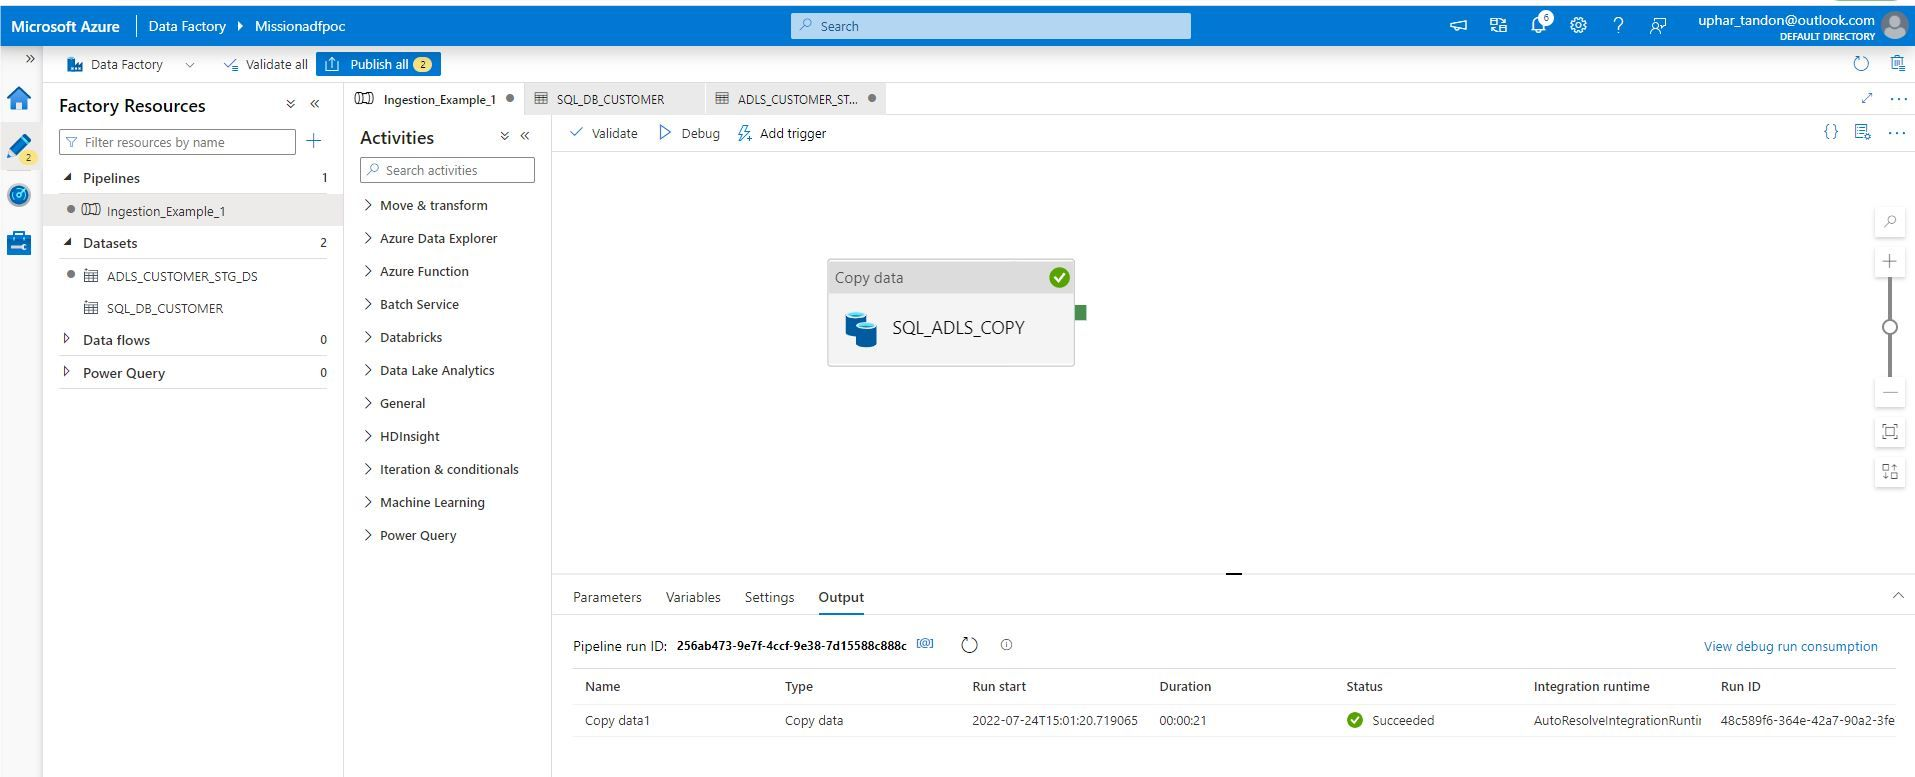 Microsoft Azure
Data Factory
Missionadfpoc
Search
6
uphar_tandon@outlook.com
DEFAULT DIRECTORY
Data Factory
Validate all
Publish all 2
Factory Resources
Filter resources by name
2
Pipelines 1
Ingestion_Example_1
Datasets 2
ADLS_CUSTOMER_STG_DS
SQL_DB_CUSTOMER
Data flows 0
Power Query 0
Ingestion_Example_1
SQL_DB_CUSTOMER
ADLS_CUSTOMER_ST...
Activities
Search activities
Move & transform
Azure Data Explorer
Azure Function
Batch Service
Databricks
Data Lake Analytics
General
HDInsight
Iteration & conditionals
Machine Learning
Power Query
Validate
Debug
Add trigger
Copy data
SQL_ADLS_COPY
Parameters Variables Settings Output
Pipeline run ID: 256ab473-9e7f-4ccf-9e38-7d15588c888c [@]
View debug run consumption
Name Type Run start Duration Status Integration runtime Run ID
Copy data1 Copy data 2022-07-24T15:01:20.719065 00:00:21 Succeeded AutoResolveIntegrationRunti 48c589f6-364e-42a7-90a2-3fe